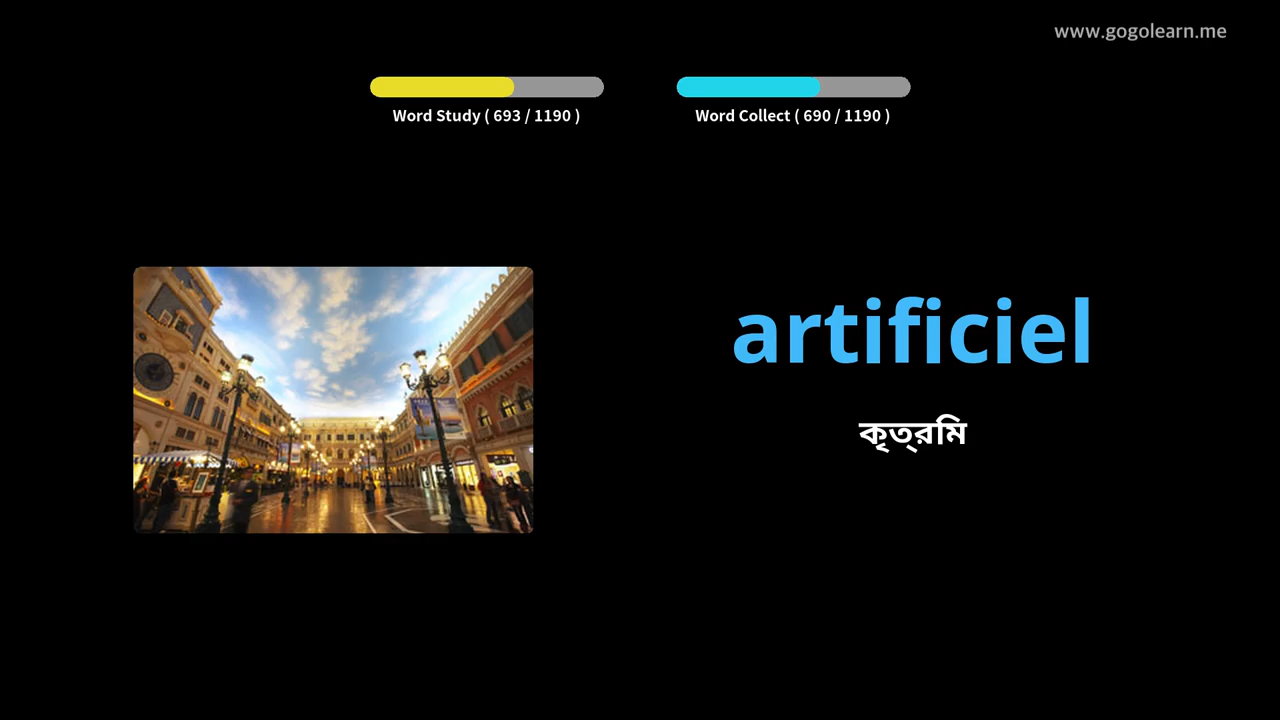 www.gogolearn.me
Word Study ( 693 / 1190 )
Word Collect ( 690 / 1190 )
artificiel
কৃত্রিম